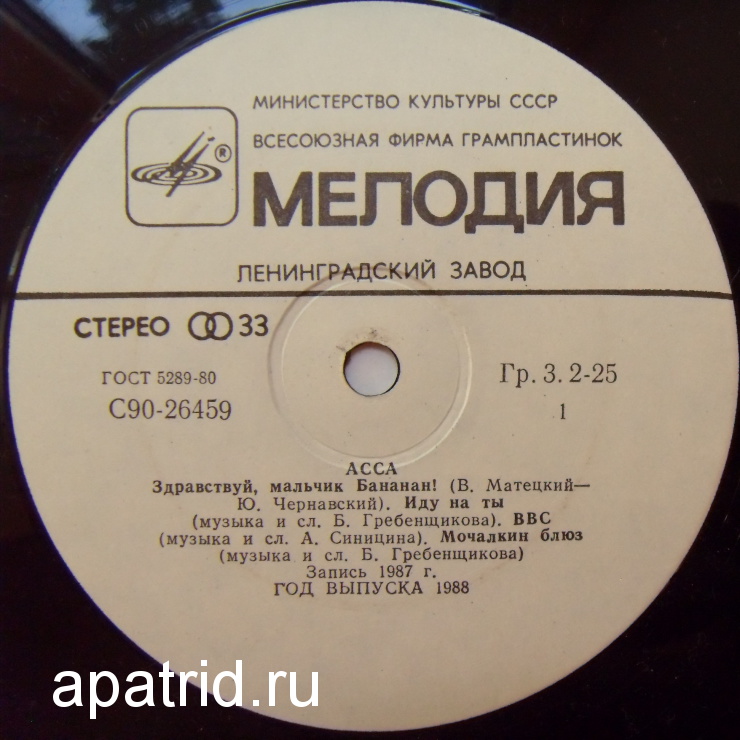 МИНИСТЕРСТВО КУЛЬТУРЫ СССР
ВСЕСОЮЗНАЯ ФИРМА ГРАМПЛАСТИНОК
®
МЕЛОДИЯ
ЛЕНИНГРАДСКИЙ ЗАВОД
СТЕРЕО 33
ГОСТ 5289-80
Гр. 3. 2-25
С90-26459
1
АССА
Здравствуй, мальчик Бананан! (В. Матецкий—
Ю. Чернавский). Иду на ты
(музыка и сл. Б. Гребенщикова). ВВС
(музыка и сл. А. Синицина). Мочалкин блюз
(музыка и сл. Б. Гребенщикова)
Запись 1987 г.
ГОД ВЫПУСКА 1988
apatrid.ru